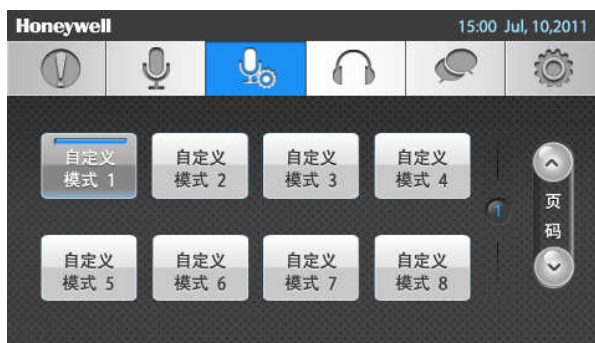 Honeywell
15:00 Jul, 10,2011
自定义
模式 1
自定义
模式 2
自定义
模式 3
自定义
模式 4
1
页
码
自定义
模式 5
自定义
模式 6
自定义
模式 7
自定义
模式 8